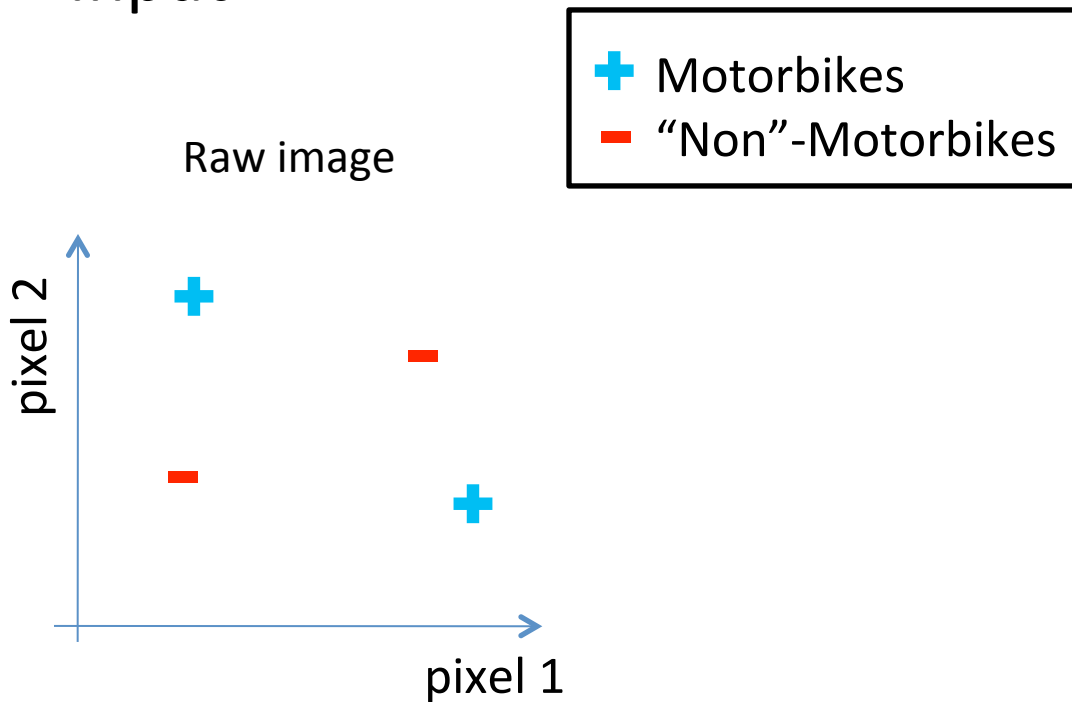 Motorbikes
“Non”-Motorbikes
Raw image
pixel 2
pixel 1